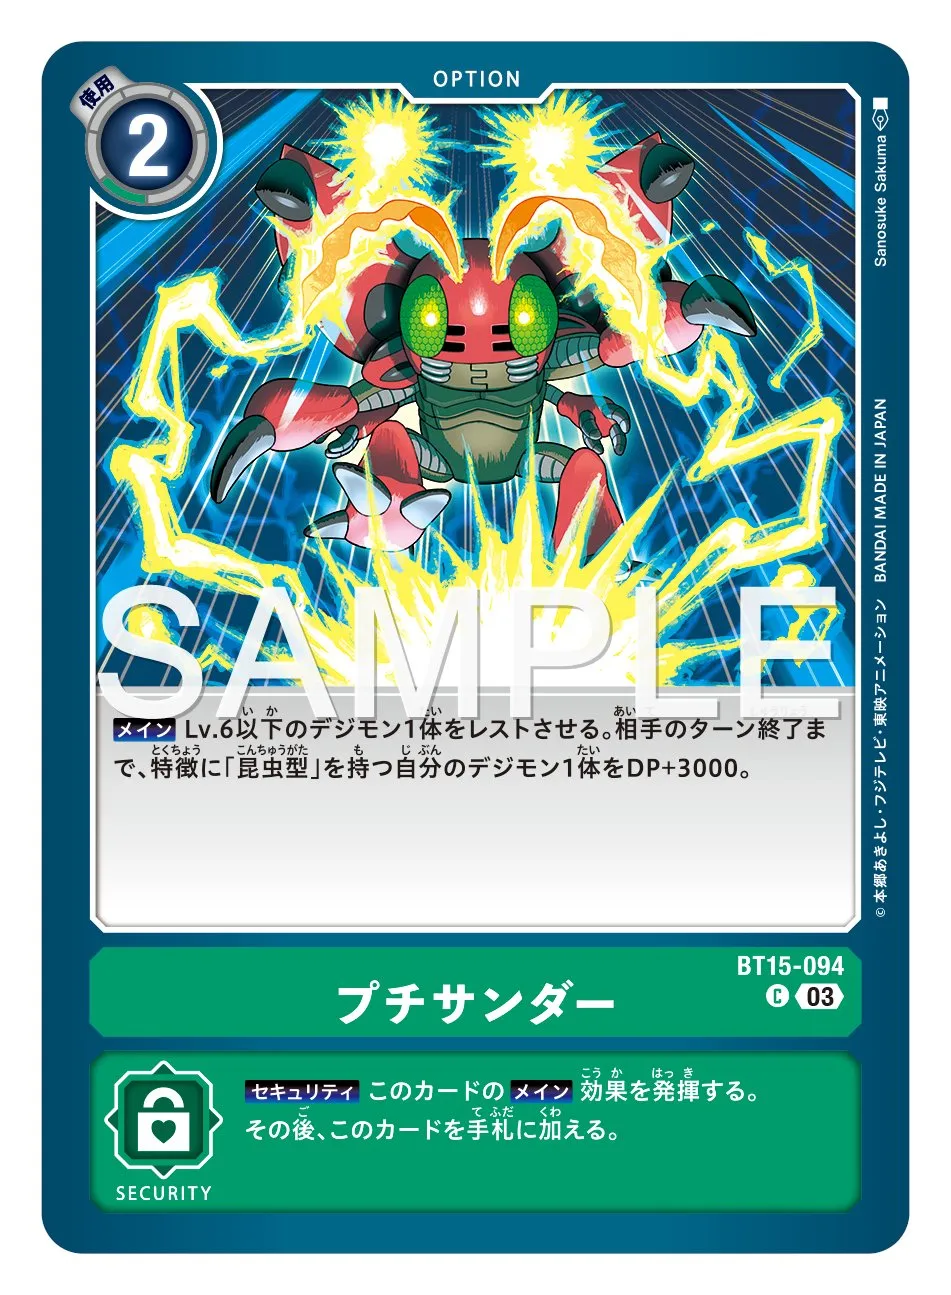 OPTION
使用
2
Sanosuke Sakuma
BANDAI MADE IN JAPAN
©本郷あきよし・フジテレビ・東映アニメーション
SAMPLE
メイン Lv.6以下のデジモン1体をレストさせる。相手のターン終了ま
で、特徴に「昆虫型」を持つ自分のデジモン1体をDP+3000。
BT15-094
C 03
プチサンダー
セキュリティ このカードの メイン 効果を発揮する。
その後、このカードを手札に加える。
SECURITY